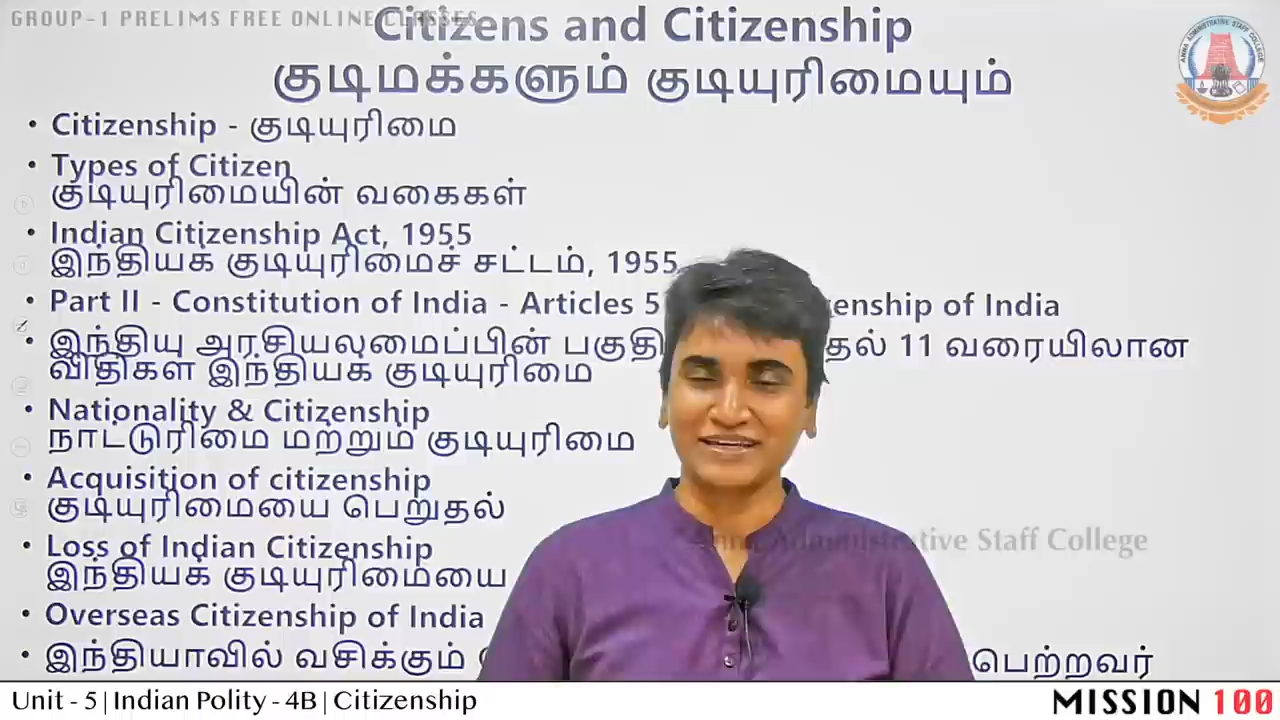 GROUP-1 PRELIMS FREE ONLINE CLASSES
Citizens and Citizenship
குடிமக்களும் குடியுரிமையும்
• Citizenship - குடியுரிமை
• Types of Citizen
குடியுரிமையின் வகைகள்
• Indian Citizenship Act, 1955
இந்தியக் குடியுரிமைச் சட்டம், 1955
• Part II - Constitution of India - Articles 5 enship of India
• இந்திய அரசியலமைப்பின் பகுதி தல் 11 வரையிலான
விதிகள் இந்தியக் குடியுரிமை
• Nationality & Citizenship
நாட்டுரிமை மற்றும் குடியுரிமை
• Acquisition of citizenship
குடியுரிமையை பெறுதல்
• Loss of Indian Citizenship
இந்தியக் குடியுரிமையை
• Overseas Citizenship of India
• இந்தியாவில் வசிக்கும் பெற்றவர்
ANNA ADMINISTRATIVE STAFF COLLEGE
Anna Administrative Staff College
Unit - 5 | Indian Polity - 4B | Citizenship
MISSION 100